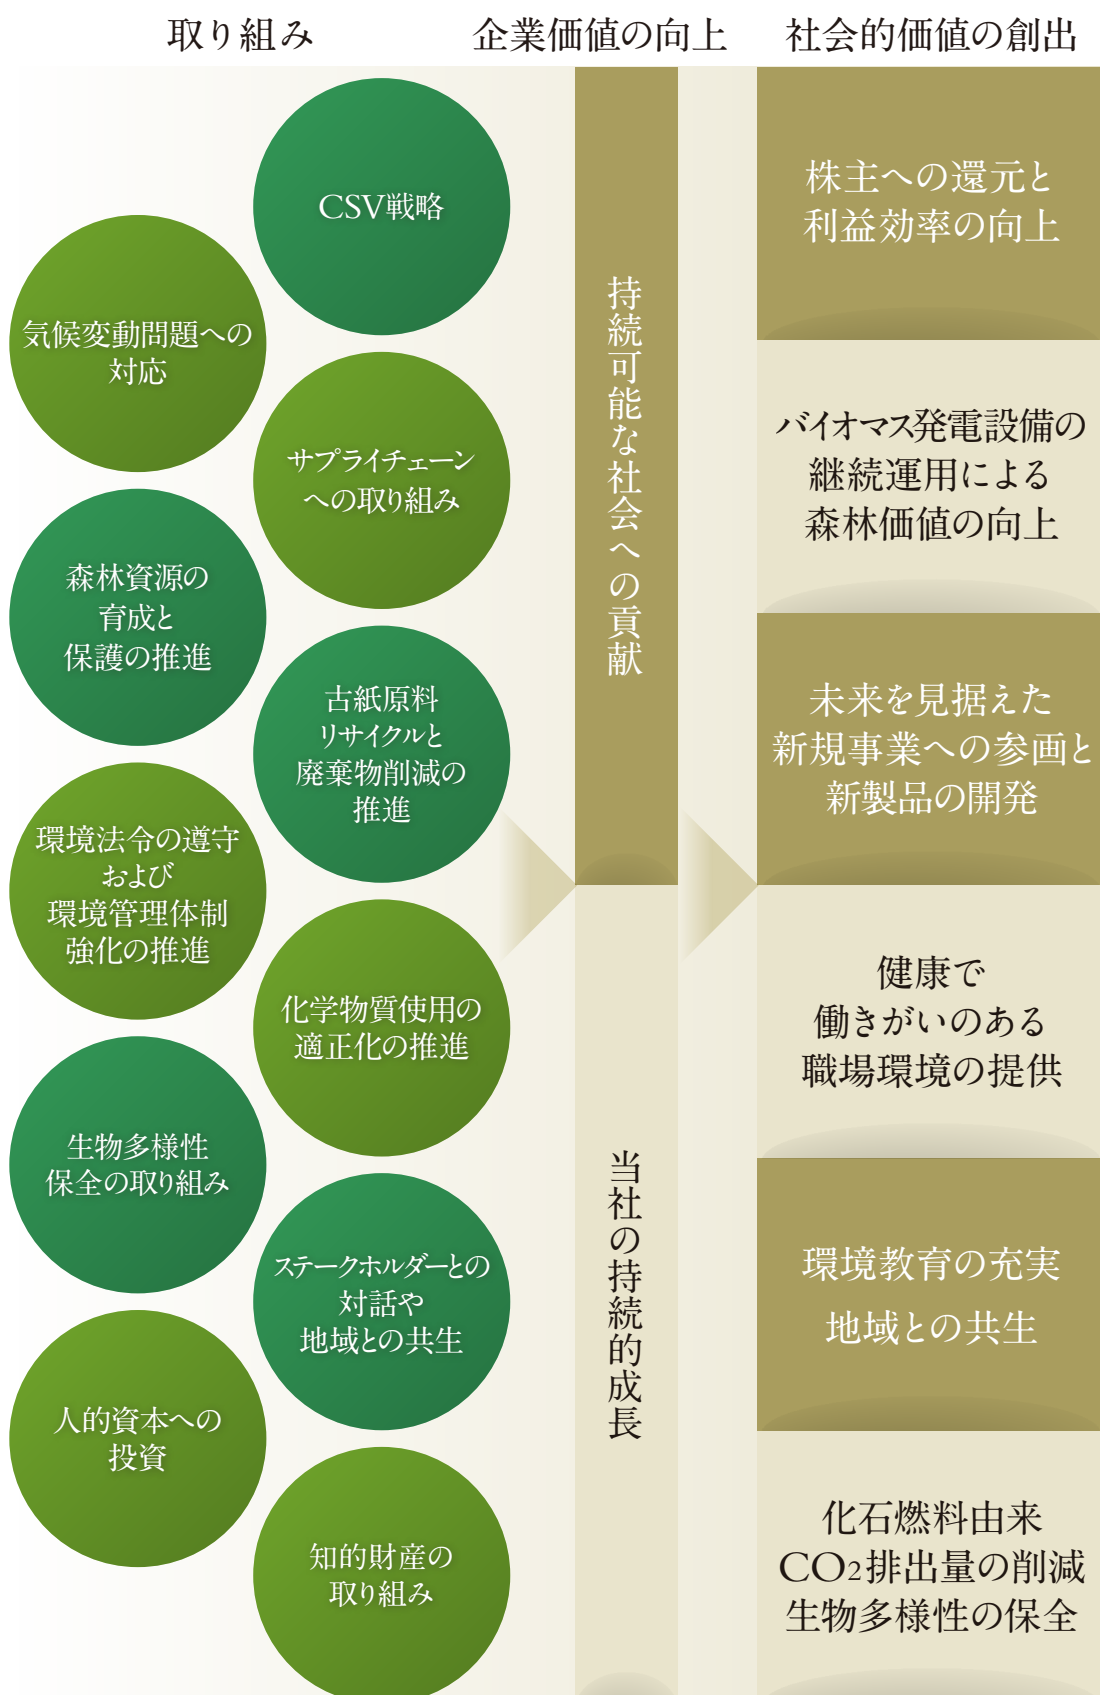 取り組み
企業価値の向上
社会的価値の創出
CSV戦略
気候変動問題への
対応
サプライチェーン
への取り組み
森林資源の
育成と
保護の推進
古紙原料
リサイクルと
廃棄物削減の
推進
環境法令の遵守
および
環境管理体制
強化の推進
化学物質使用の
適正化の推進
生物多様性
保全の取り組み
ステークホルダーとの
対話や
地域との共生
人的資本への
投資
知的財産の
取り組み
持続可能な社会への貢献
当社の持続的成長
株主への還元と
利益効率の向上
バイオマス発電設備の
継続運用による
森林価値の向上
未来を見据えた
新規事業への参画と
新製品の開発
健康で
働きがいのある
職場環境の提供
環境教育の充実
地域との共生
化石燃料由来
CO2排出量の削減
生物多様性の保全